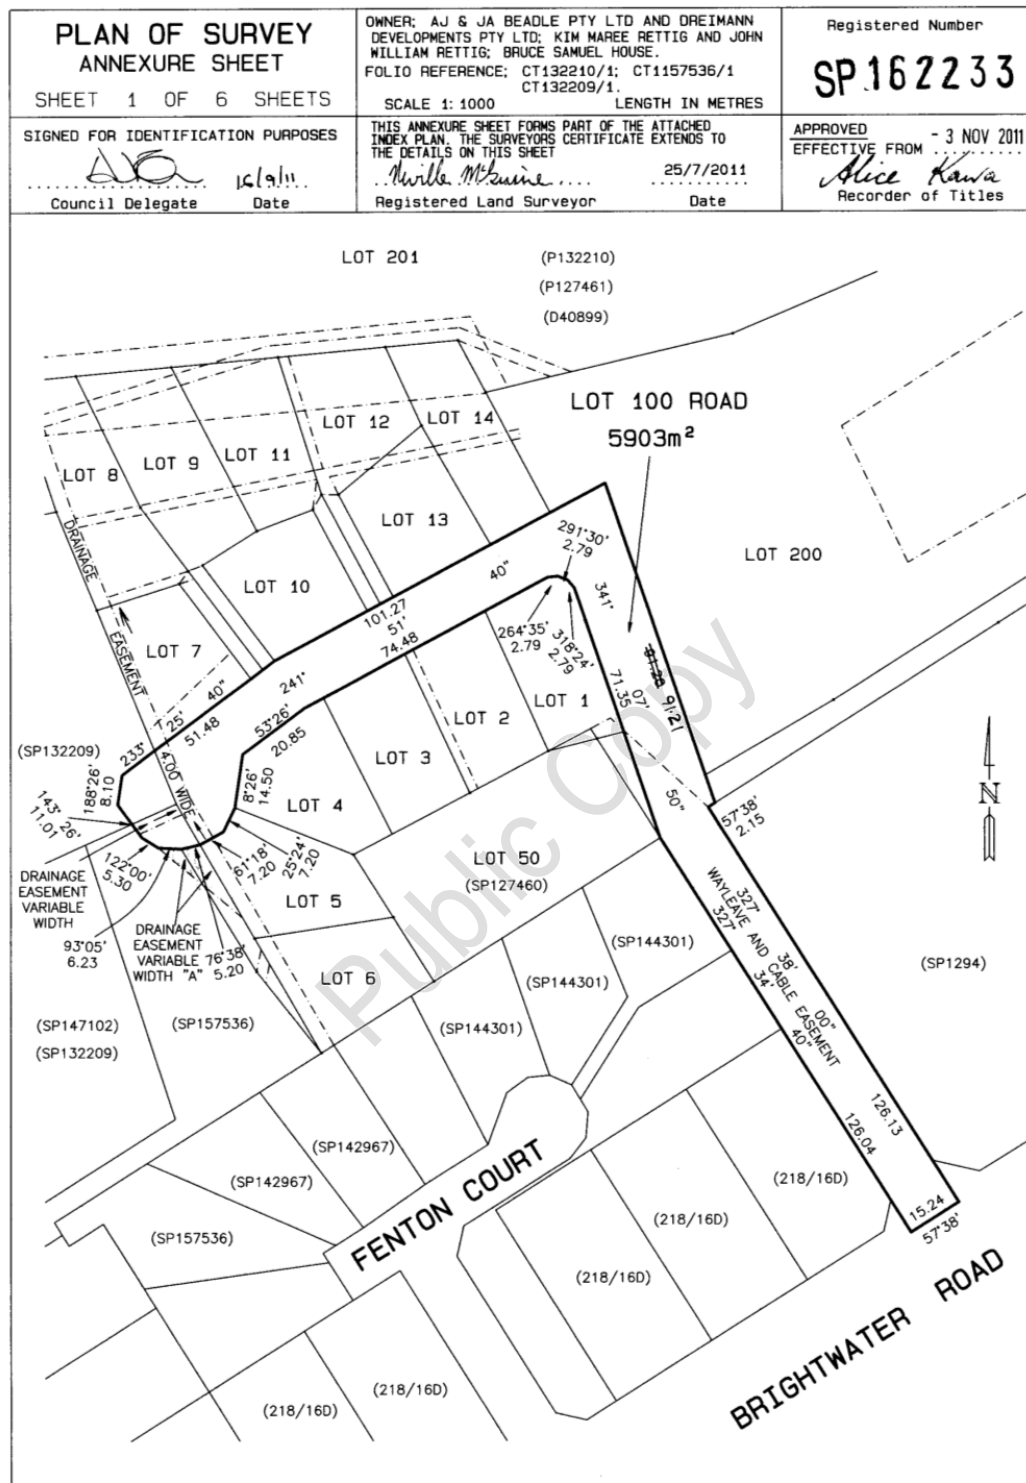 PLAN OF SURVEY
ANNEXURE SHEET
SHEET 1 OF 6 SHEETS
OWNER; AJ & JA BEADLE PTY LTD AND DREIMANN
DEVELOPMENTS PTY LTD; KIM MAREE RETTIG AND JOHN
WILLIAM RETTIG; BRUCE SAMUEL HOUSE.
FOLIO REFERENCE; CT132210/1; CT1157536/1
CT132209/1.
SCALE 1: 1000 LENGTH IN METRES
Registered Number
SP 162233
SIGNED FOR IDENTIFICATION PURPOSES
16/9/11
Council Delegate Date
THIS ANNEXURE SHEET FORMS PART OF THE ATTACHED
INDEX PLAN. THE SURVEYORS CERTIFICATE EXTENDS TO
THE DETAILS ON THIS SHEET
25/7/2011
Registered Land Surveyor Date
APPROVED
EFFECTIVE FROM - 3 NOV 2011
Alice Kawa
Recorder of Titles
LOT 201
(P132210)
(P127461)
(D40899)
LOT 100 ROAD
5903m²
LOT 12
LOT 14
LOT 11
LOT 9
LOT 8
LOT 13
LOT 10
LOT 7
LOT 200
DRAINAGE
EASEMENT
4.00 WIDE
291°30'
2.79
264°35'
2.79
318°24'
2.79
341°
07'
50"
71.35
91.21
101.27
51'
74.48
40"
241°
53°26'
20.85
233°
25'
40"
51.48
LOT 1
LOT 2
LOT 3
LOT 4
LOT 5
LOT 6
(SP132209)
188°26'
8.10
143° 26'
11.01
8°26'
14.50
25°24'
7.20
61°18'
7.20
122°00'
5.30
DRAINAGE
EASEMENT
VARIABLE
WIDTH
93°05'
6.23
DRAINAGE
EASEMENT
VARIABLE
WIDTH "A"
76°38'
5.20
57°38'
2.15
N
LOT 50
(SP127460)
(SP144301)
(SP144301)
(SP144301)
(SP1294)
327°
38'
00"
WAYLEAVE AND CABLE EASEMENT
327°
34'
40"
126.13
126.04
15.24
57°38'
(SP147102)
(SP132209)
(SP157536)
(SP142967)
(SP142967)
(SP157536)
FENTON COURT
(218/16D)
(218/16D)
(218/16D)
(218/16D)
(218/16D)
BRIGHTWATER ROAD
Public Copy